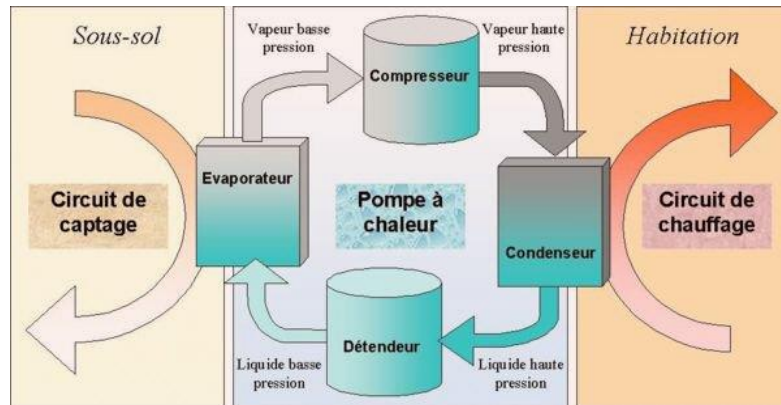 Sous-sol
Vapeur basse
pression
Vapeur haute
pression
Habitation
Compresseur
Evaporateur
Circuit de
captage
Pompe à
chaleur
Condenseur
Circuit de
chauffage
Détendeur
Liquide basse
pression
Liquide haute
pression